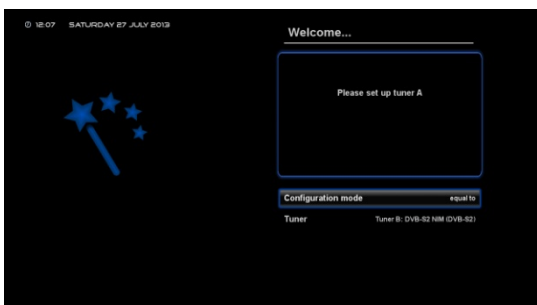 12:07 SATURDAY 27 JULY 2013
Welcome...
Please set up tuner A
Configuration mode equal to
Tuner Tuner B: DVB-S2 NIM (DVB-S2)